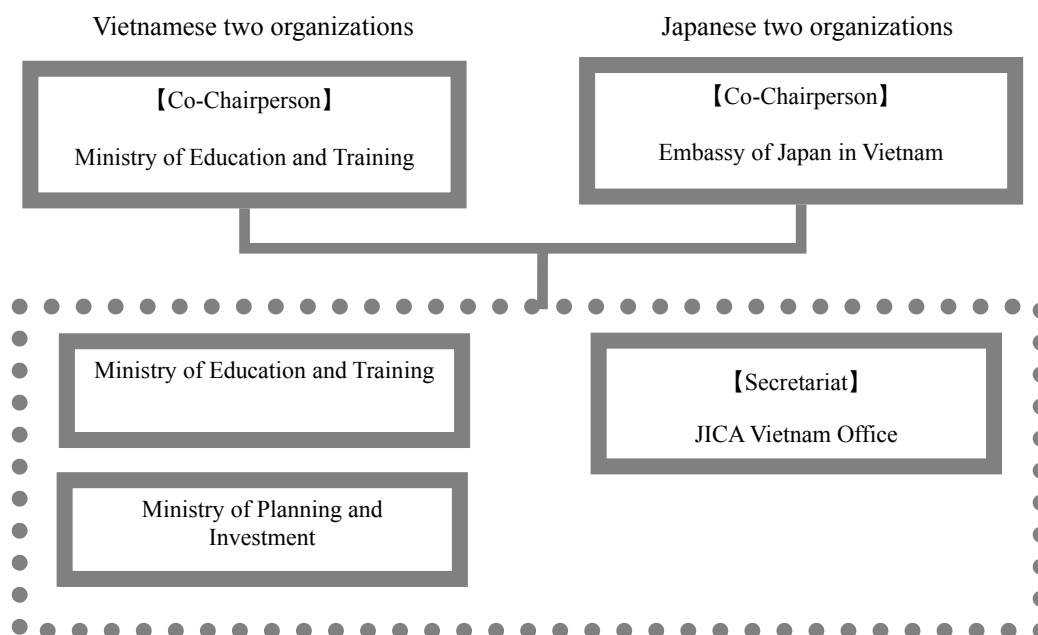 Vietnamese two organizations
Japanese two organizations
【Co-Chairperson】
Ministry of Education and Training
【Co-Chairperson】
Embassy of Japan in Vietnam
Ministry of Education and Training
【Secretariat】
JICA Vietnam Office
Ministry of Planning and
Investment